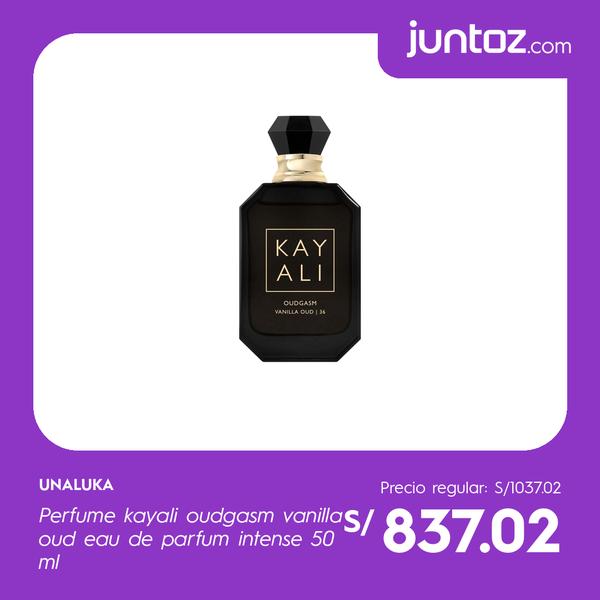 juntoz.com
KAY
ALI
OUDGASM
VANILLA OUD | 36
UNALUKA
Perfume kayali oudgasm vanilla
oud eau de parfum intense 50
ml
Precio regular: S/1037.02
S/ 837.02